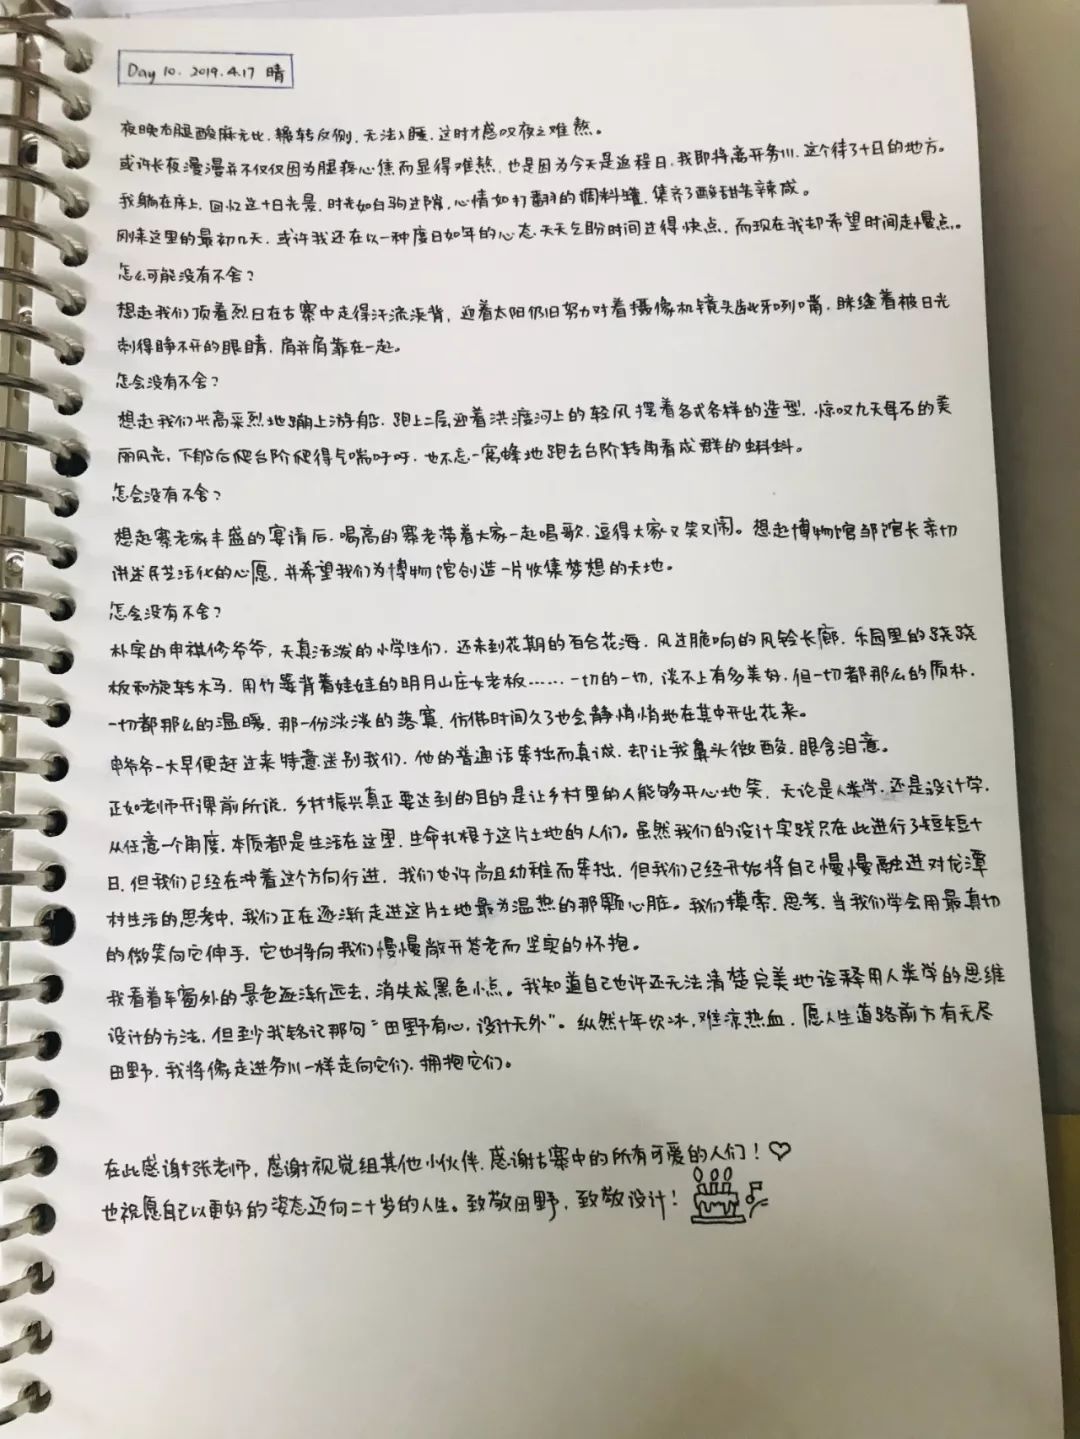 Day 10. 2019.4.17 晴
夜晚右腿酸麻无比,辗转反侧,无法入睡,这时才感叹夜之难熬。
或许长夜漫漫并不仅仅因为腿疼心焦而显得难熬,也是因为今天是返程日,我即将离开务川,这个待了十日的地方。
我躺在床上,回忆这十日光景,时光如白驹过隙,心情如打翻的调料罐,集齐了酸甜苦辣咸。
刚来这里的最初几天,或许我还在以一种度日如年的心态天天乞盼时间过得快点,而现在我却希望时间走慢点。
怎么可能没有不舍?
想起我们顶着烈日在古寨中走得汗流浃背,迎着太阳仍旧努力对着摄像机镜头龇牙咧嘴,眯缝着被日光
刺得睁不开的眼睛,肩并肩靠在一起。
怎会没有不舍?
想起我们兴高采烈地蹦上游船,跑上二层迎着洪渡河上的轻风摆着各式各样的造型,惊叹九天母石的美
丽风光,下船后爬台阶爬得气喘吁吁,也不忘一窝蜂地跑去台阶转角看成群的蝌蚪。
怎会没有不舍?
想起寨老家丰盛的宴请后,喝高的寨老带着大家一起唱歌,逗得大家又笑又闹。想起博物馆邹馆长亲切
讲述民艺活化的心愿,并希望我们为博物馆创造一片收集梦想的天地。
怎会没有不舍?
朴实的申祺修爷爷,天真活泼的小学生们,还未到花期的百合花海,风过脆响的风铃长廊,乐园里的跷跷
板和旋转木马,用竹篓背着娃娃的明月山庄女老板……一切的一切,谈不上有多美好,但一切都那么的质朴,
一切都那么的温暖,那一份淡淡的落寞,仿佛时间久了也会静悄悄地在其中开出花来。
申爷爷一大早便赶过来特意送别我们,他的普通话笨拙而真诚,却让我鼻头微酸,眼含泪意。
正如老师开课前所说,乡村振兴真正要达到的目的是让乡村里的人能够开心地笑,无论是人类学,还是设计学,
从任意一个角度,本质都是生活在这里,生命扎根于这片土地的人们。虽然我们的设计实践只在此进行了短短十
日,但我们已经在冲着这个方向行进,我们也许尚且幼稚而笨拙,但我们已经开始将自己慢慢融进对龙潭
村生活的思考中,我们正在逐渐走进这片土地最为温热的那颗心脏。我们摸索,思考,当我们学会用最真切
的微笑向它伸手,它也将向我们慢慢敞开苍老而坚实的怀抱。
我看着车窗外的景色逐渐远去,消失成黑色小点。我知道自己也许还无法清楚完美地诠释用人类学的思维
设计的方法,但至少我铭记那句“田野有心,设计无外”。纵然十年饮冰,难凉热血,愿人生道路前方有无尽
田野,我将像走进务川一样走向它们,拥抱它们。
在此感谢张老师,感谢视觉组其他小伙伴,感谢古寨中的所有可爱的人们!♡
也祝愿自己以更好的姿态迈向二十岁的人生。致敬田野,致敬设计!